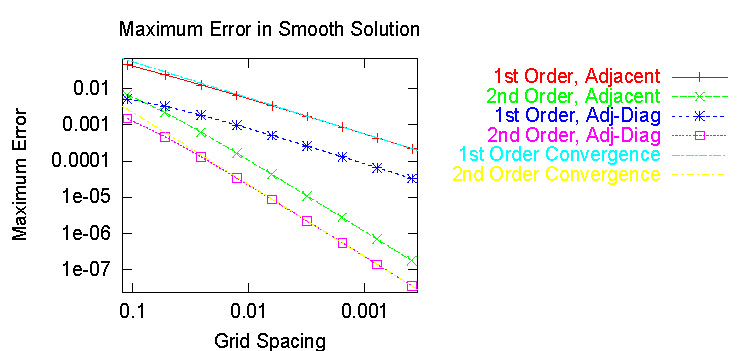 Maximum Error in Smooth Solution
Maximum Error
0.01
0.001
0.0001
1e-05
1e-06
1e-07
0.1
0.01
0.001
Grid Spacing
1st Order, Adjacent
2nd Order, Adjacent
1st Order, Adj-Diag
2nd Order, Adj-Diag
1st Order Convergence
2nd Order Convergence